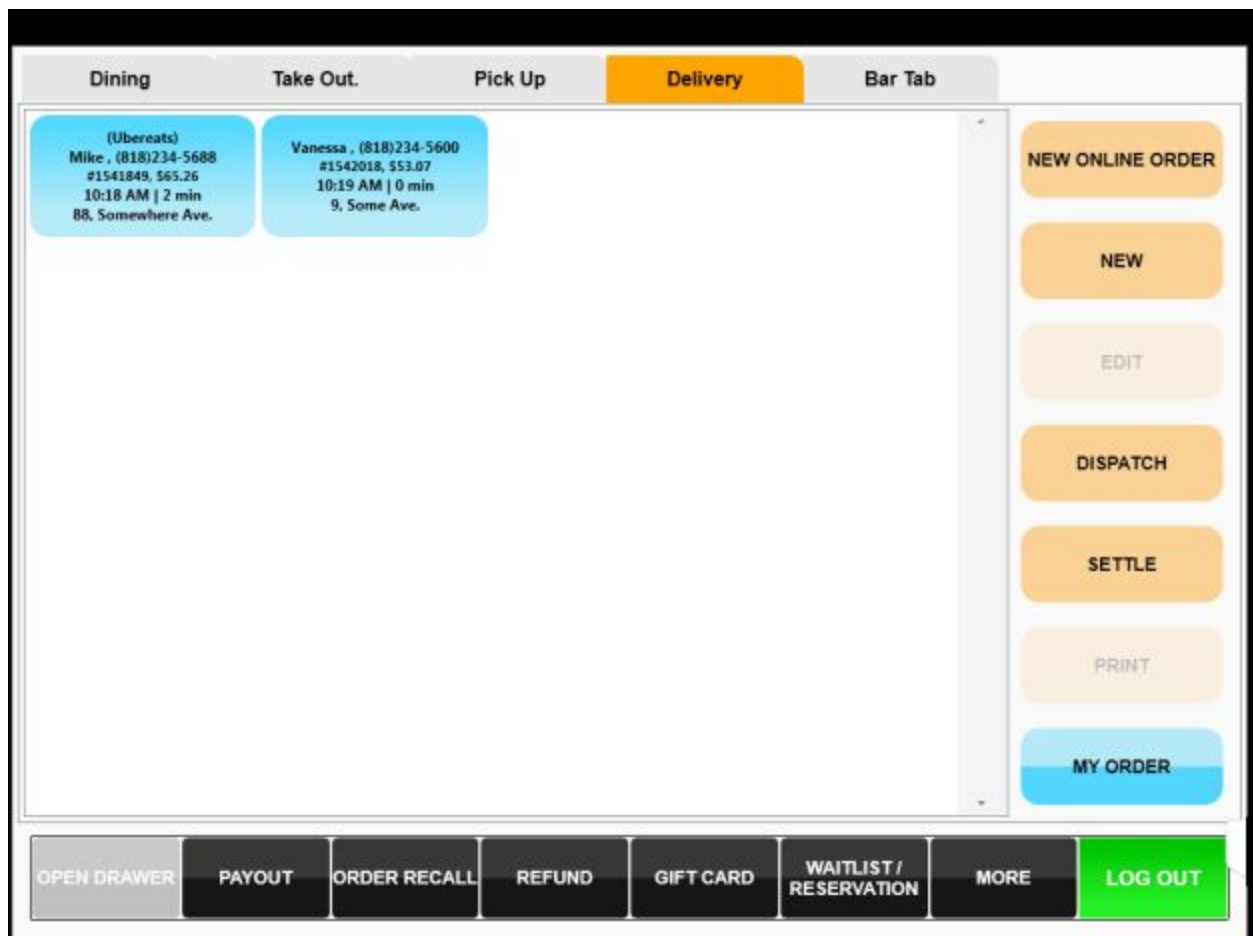 Dining
Take Out.
Pick Up
Delivery
Bar Tab
(Ubereats)
Mike , (818)234-5688
#1541849, $65.26
10:18 AM | 2 min
88, Somewhere Ave.
Vanessa , (818)234-5600
#1542018, $53.07
10:19 AM | 0 min
9, Some Ave.
NEW ONLINE ORDER
NEW
EDIT
DISPATCH
SETTLE
PRINT
MY ORDER
OPEN DRAWER
PAYOUT
ORDER RECALL
REFUND
GIFT CARD
WAITLIST /
RESERVATION
MORE
LOG OUT